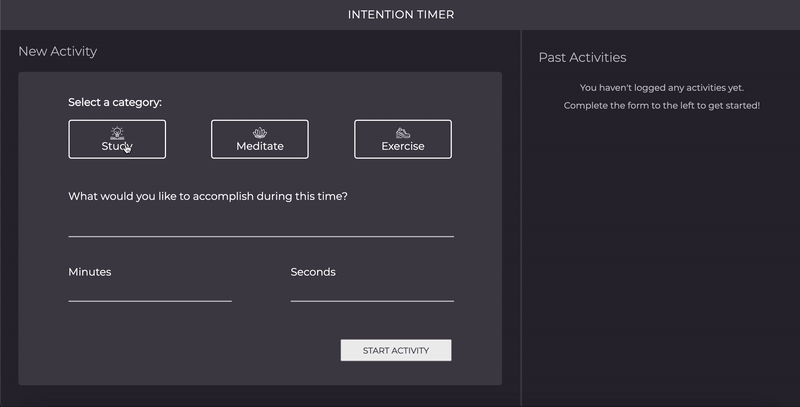 INTENTION TIMER
New Activity
Select a category:
Study
Meditate
Exercise
What would you like to accomplish during this time?
Minutes
Seconds
START ACTIVITY
Past Activities
You haven't logged any activities yet.
Complete the form to the left to get started!